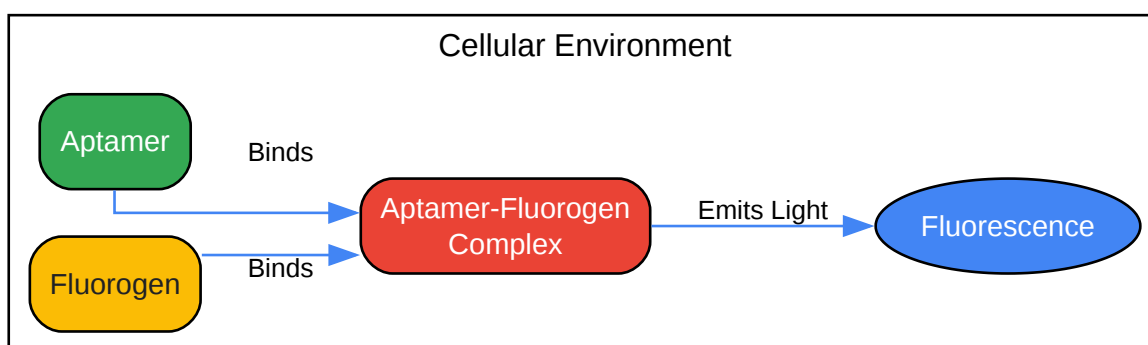 Cellular Environment
Aptamer
Binds
Aptamer-Fluorogen
Complex
Emits Light
Fluorescence
Fluorogen
Binds